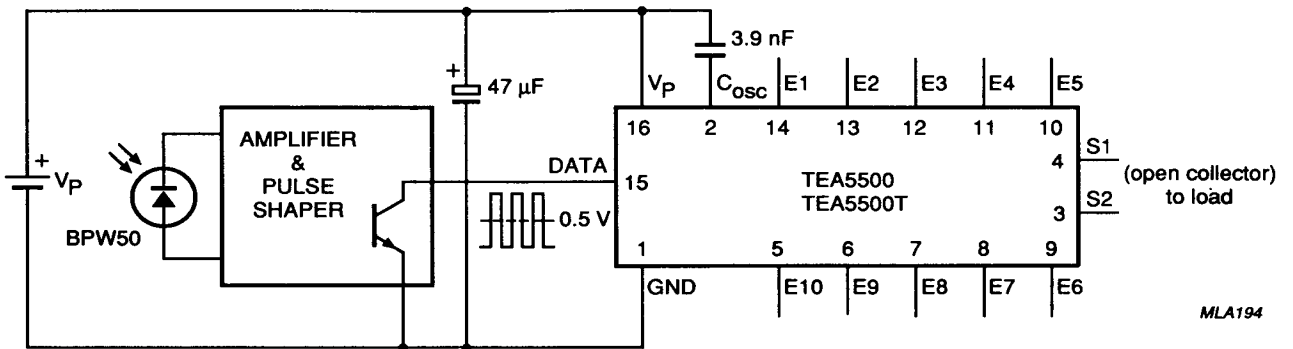 3.9 nF
+
47 μF
V_P
C_osc
E1
E2
E3
E4
E5
16
2
14
13
12
11
10
AMPLIFIER
&
PULSE
SHAPER
+
V_P
BPW50
DATA
15
0.5 V
TEA5500
TEA5500T
4
S1
3
S2
(open collector)
to load
1
5
6
7
8
9
GND
E10
E9
E8
E7
E6
MLA194